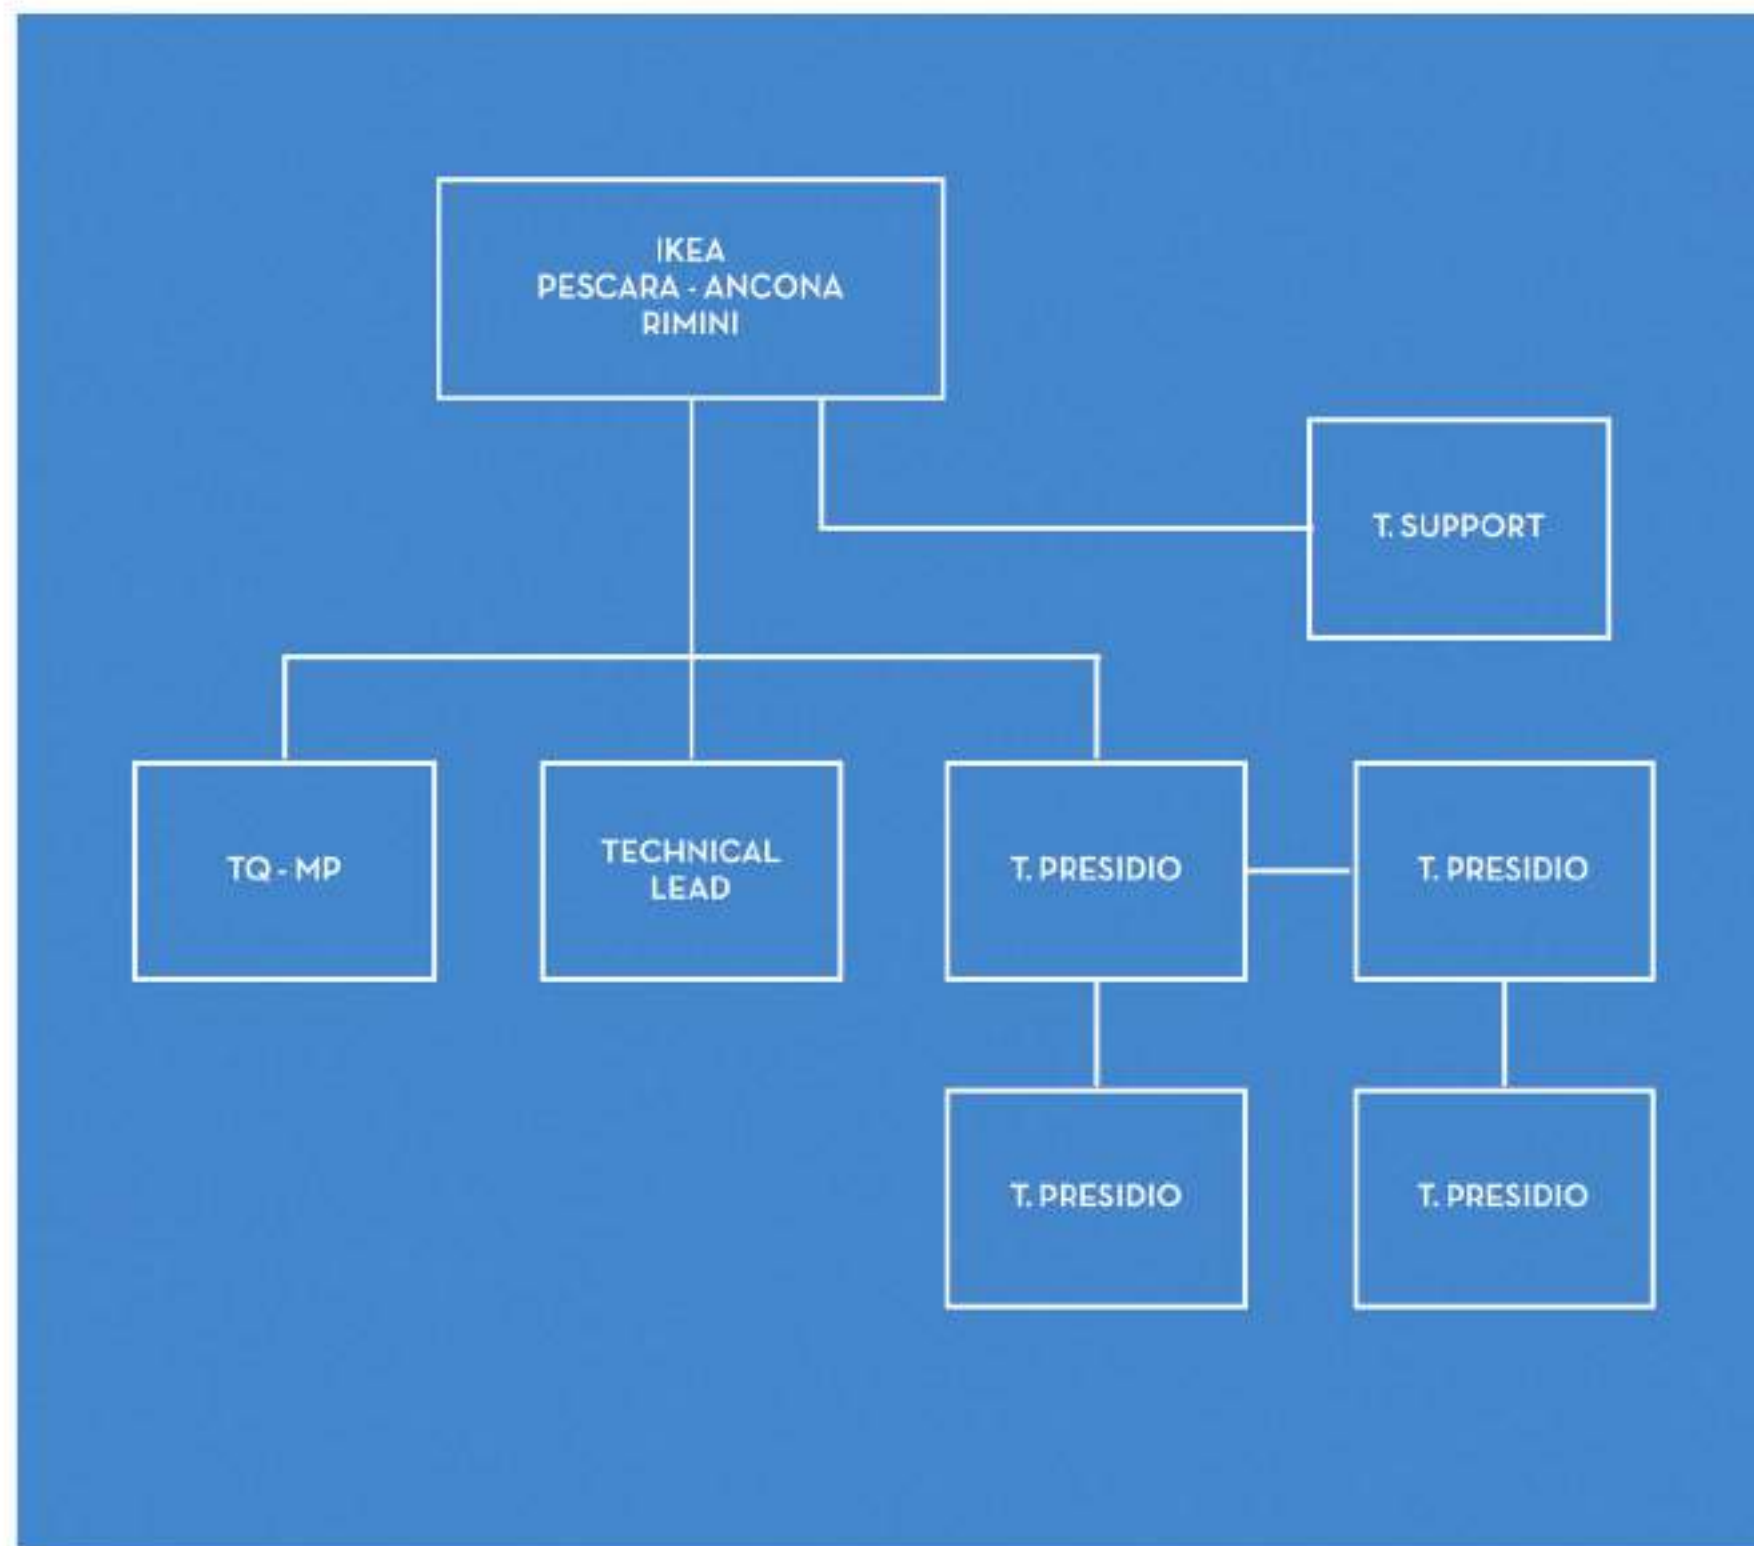 IKEA
PESCARA - ANCONA
RIMINI
T. SUPPORT
TQ - MP
TECHNICAL
LEAD
T. PRESIDIO
T. PRESIDIO
T. PRESIDIO
T. PRESIDIO